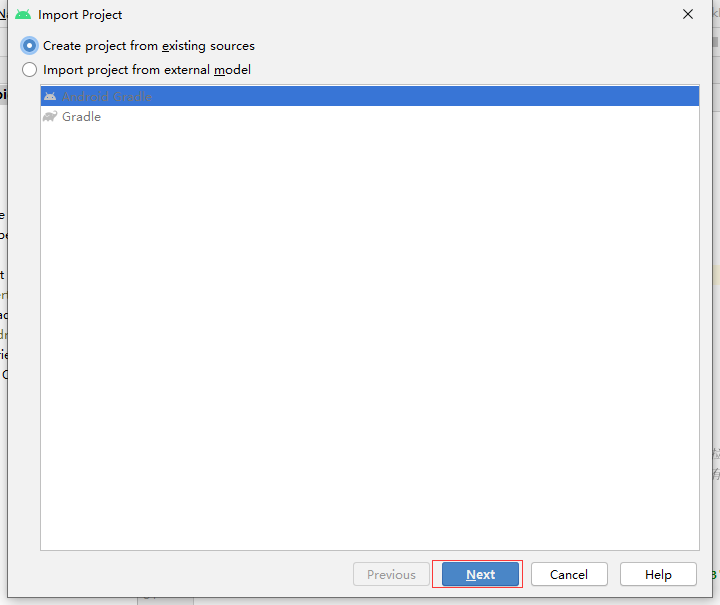 Import Project
Create project from existing sources
Import project from external model
Android Gradle
Gradle
Previous
Next
Cancel
Help